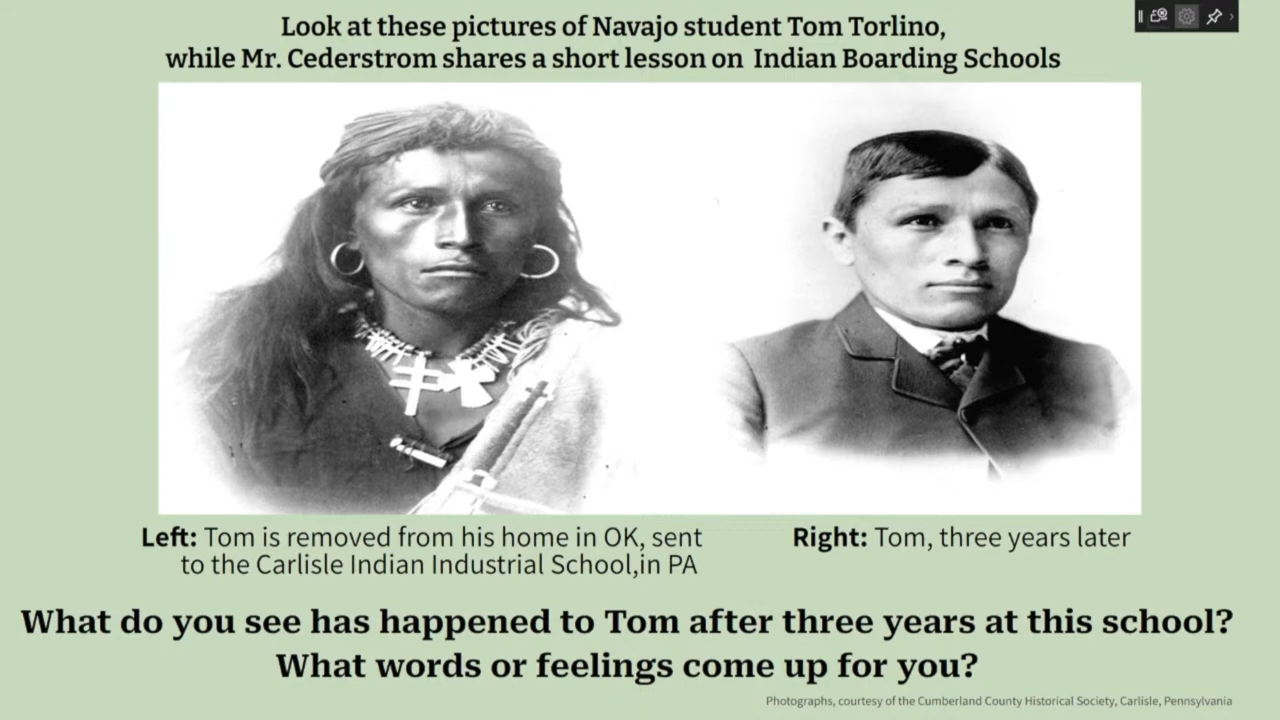 Look at these pictures of Navajo student Tom Torlino,
while Mr. Cederstrom shares a short lesson on Indian Boarding Schools
Left: Tom is removed from his home in OK, sent
to the Carlisle Indian Industrial School,in PA
Right: Tom, three years later
What do you see has happened to Tom after three years at this school?
What words or feelings come up for you?
Photographs, courtesy of the Cumberland County Historical Society, Carlisle, Pennsylvania